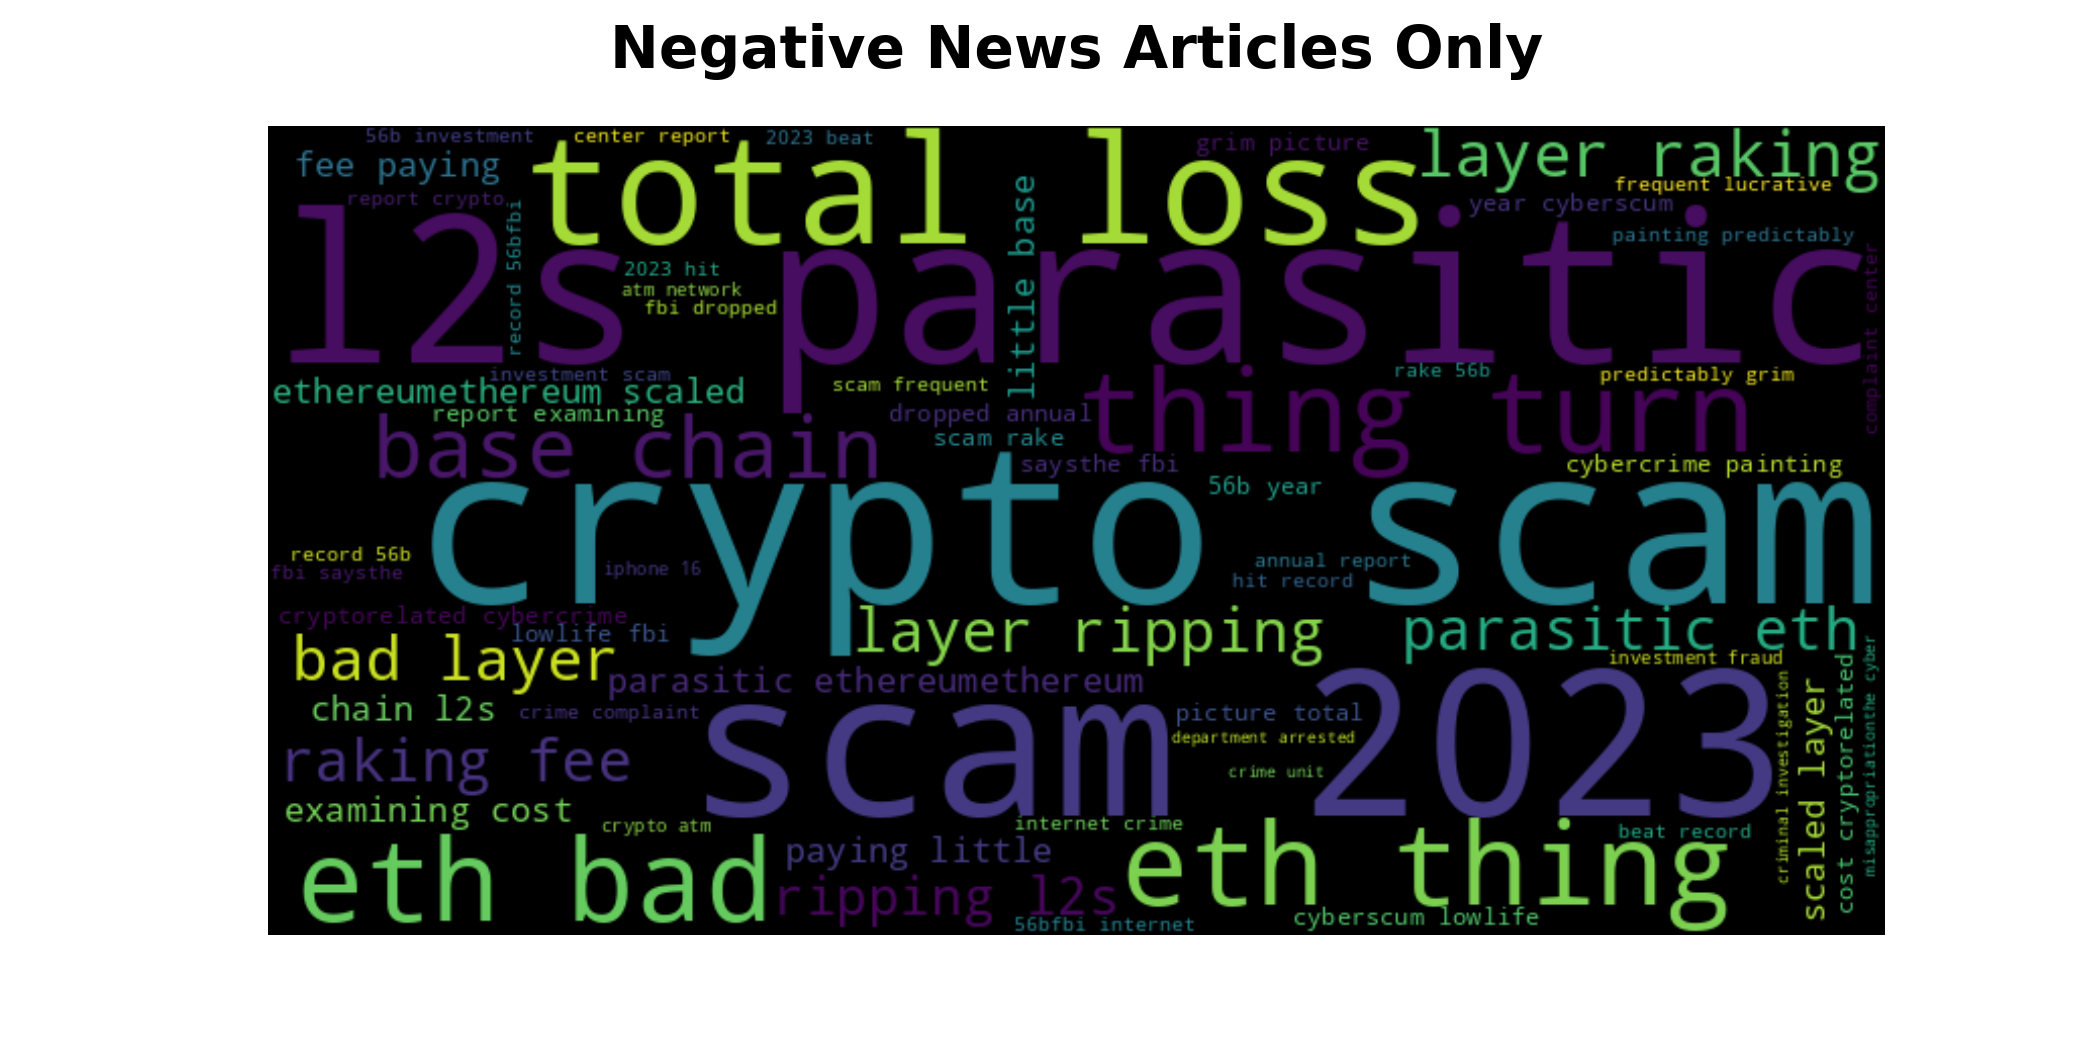 Negative News Articles Only
56b investment
center report
2023 beat
grim picture
layer raking
fee paying
total loss
frequent lucrative
report crypto
year cyberscum
record 56bfbi
little base
painting predictably
l2s parasitic
2023 hit
atm network
fbi dropped
complaint center
investment scam
rake 56b
predictably grim
ethereumethereum scaled
scam frequent
thing turn
report examining
dropped annual
base chain
scam rake
saysthe fbi
cybercrime painting
56b year
crypto scam
record 56b
fbi saysthe
iphone 16
annual report
hit record
cryptorelated cybercrime
lowlife fbi
layer ripping
parasitic eth
bad layer
investment fraud
parasitic ethereumethereum
chain l2s
crime complaint
picture total
scam 2023
department arrested
criminal investigation
scaled layer
cost cryptorelated
misappropriationthe cyber
raking fee
crime unit
examining cost
crypto atm
internet crime
beat record
eth bad
paying little
eth thing
ripping l2s
cyberscum lowlife
56bfbi internet